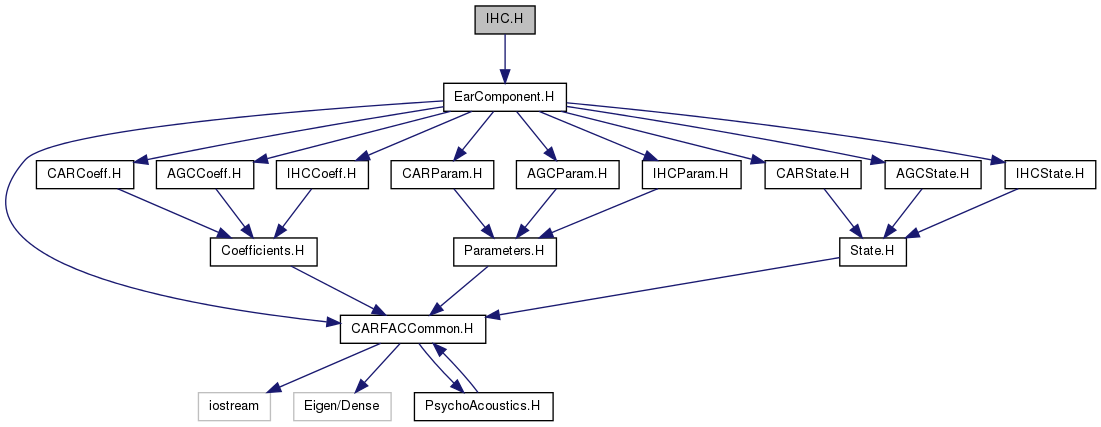 IHC.H
EarComponent.H
CARCoeff.H
AGCCoeff.H
IHCCoeff.H
CARParam.H
AGCParam.H
IHCParam.H
CARState.H
AGCState.H
IHCState.H
Coefficients.H
Parameters.H
State.H
CARFACCommon.H
iostream
Eigen/Dense
PsychoAcoustics.H